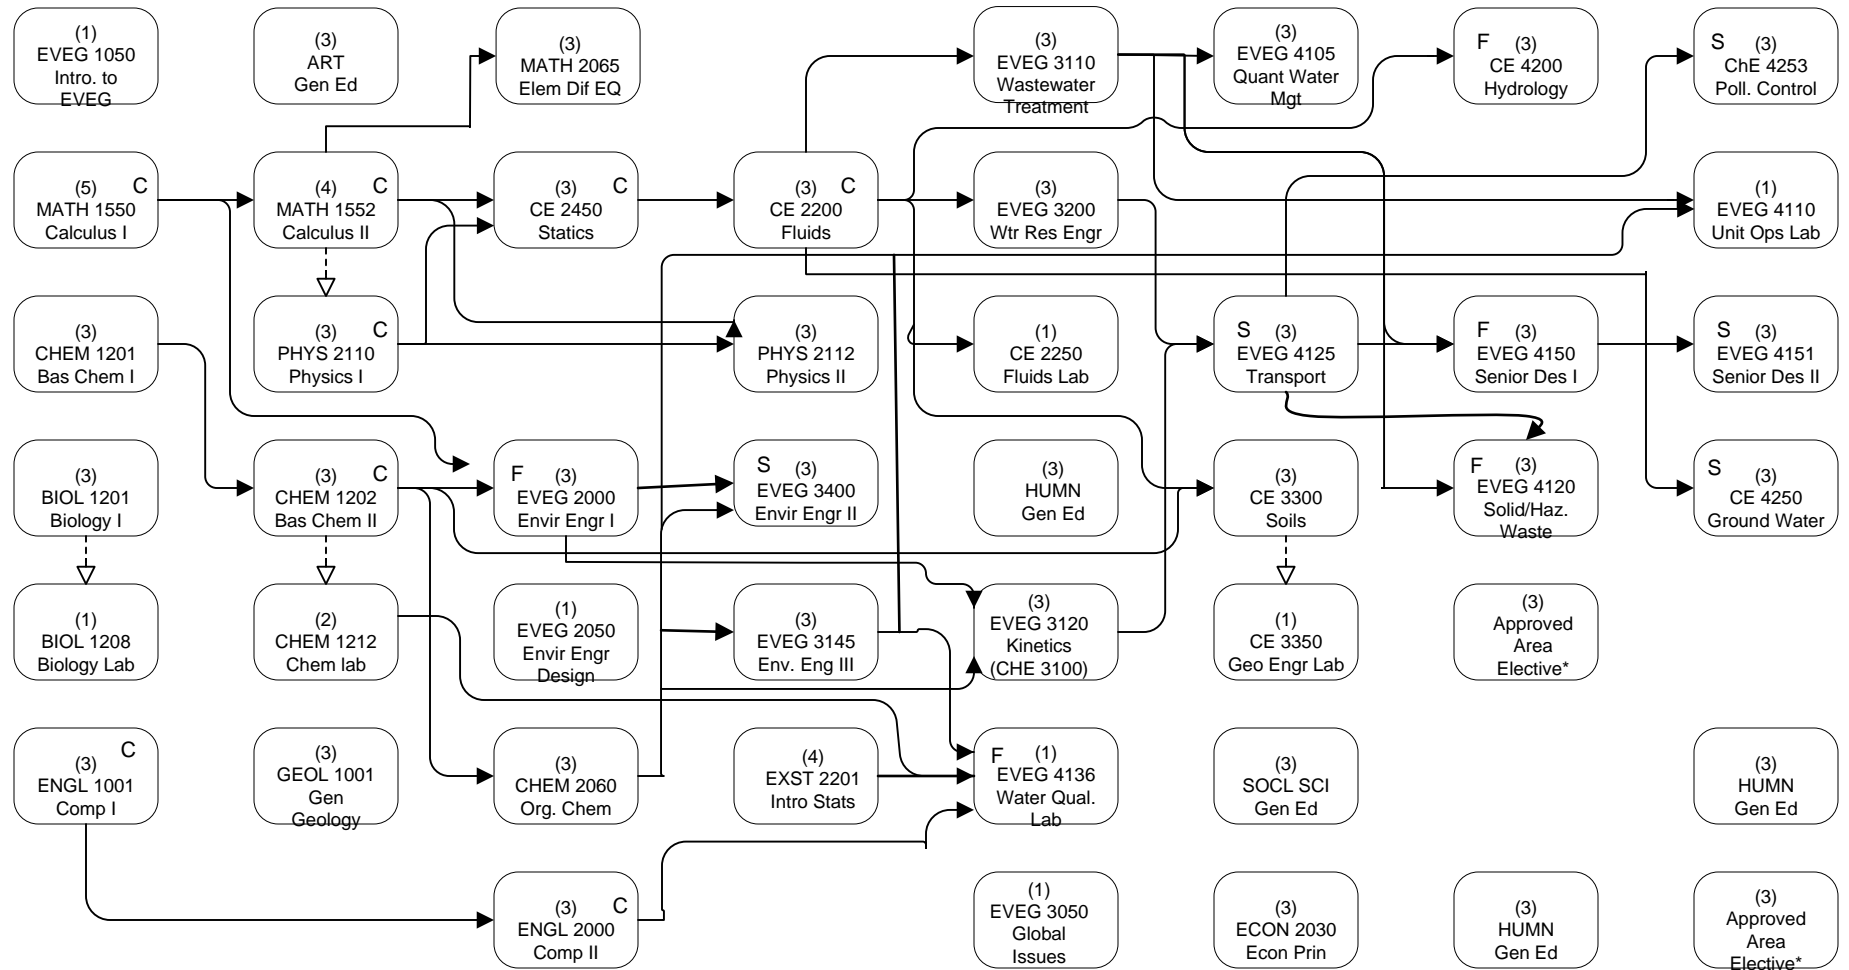 (1)
EVEG 1050
Intro. to
EVEG
(3)
ART
Gen Ed
(3)
MATH 2065
Elem Dif EQ
(3)
EVEG 3110
Wastewater
Treatment
(3)
EVEG 4105
Quant Water
Mgt
F (3)
CE 4200
Hydrology
S (3)
ChE 4253
Poll. Control
(5) C
MATH 1550
Calculus I
(4) C
MATH 1552
Calculus II
(3) C
CE 2450
Statics
(3) C
CE 2200
Fluids
(3)
EVEG 3200
Wtr Res Engr
(1)
EVEG 4110
Unit Ops Lab
(3)
CHEM 1201
Bas Chem I
(3) C
PHYS 2110
Physics I
(3)
PHYS 2112
Physics II
(1)
CE 2250
Fluids Lab
S (3)
EVEG 4125
Transport
F (3)
EVEG 4150
Senior Des I
S (3)
EVEG 4151
Senior Des II
(3)
BIOL 1201
Biology I
(3) C
CHEM 1202
Bas Chem II
F (3)
EVEG 2000
Envir Engr I
S (3)
EVEG 3400
Envir Engr II
(3)
HUMN
Gen Ed
(3)
CE 3300
Soils
F (3)
EVEG 4120
Solid/Haz.
Waste
S (3)
CE 4250
Ground Water
(1)
BIOL 1208
Biology Lab
(2)
CHEM 1212
Chem lab
(1)
EVEG 2050
Envir Engr
Design
(3)
EVEG 3145
Env. Eng III
(3)
EVEG 3120
Kinetics
(CHE 3100)
(1)
CE 3350
Geo Engr Lab
(3)
Approved
Area
Elective*
(3) C
ENGL 1001
Comp I
(3)
GEOL 1001
Gen
Geology
(3)
CHEM 2060
Org. Chem
(4)
EXST 2201
Intro Stats
F (1)
EVEG 4136
Water Qual.
Lab
(3)
SOCL SCI
Gen Ed
(3)
HUMN
Gen Ed
(3) C
ENGL 2000
Comp II
(1)
EVEG 3050
Global
Issues
(3)
ECON 2030
Econ Prin
(3)
HUMN
Gen Ed
(3)
Approved
Area
Elective*